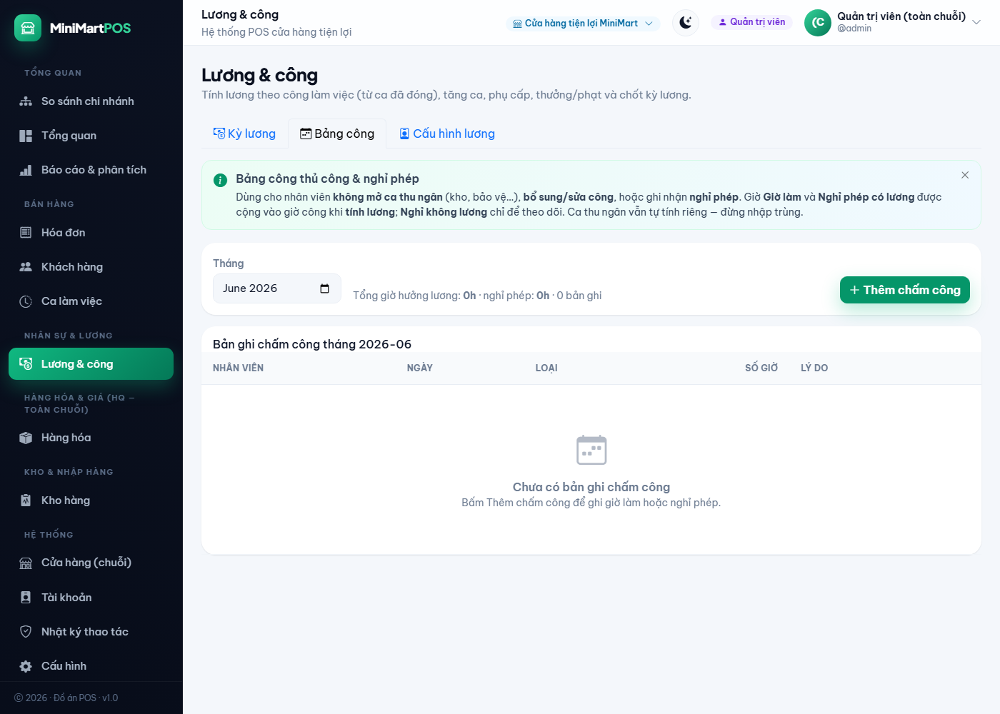 MiniMartPOS
TỔNG QUAN
So sánh chi nhánh
Tổng quan
Báo cáo & phân tích
BÁN HÀNG
Hóa đơn
Khách hàng
Ca làm việc
NHÂN SỰ & LƯƠNG
Lương & công
HÀNG HÓA & GIÁ (HQ —
TOÀN CHUỖI)
Hàng hóa
KHO & NHẬP HÀNG
Kho hàng
HỆ THỐNG
Cửa hàng (chuỗi)
Tài khoản
Nhật ký thao tác
Cấu hình
© 2026 · Đồ án POS · v1.0
Lương & công
Hệ thống POS cửa hàng tiện lợi
Cửa hàng tiện lợi MiniMart
Quản trị viên
(C
Quản trị viên (toàn chuỗi)
@admin
Lương & công
Tính lương theo công làm việc (từ ca đã đóng), tăng ca, phụ cấp, thưởng/phạt và chốt kỳ lương.
Kỳ lương
Bảng công
Cấu hình lương
Bảng công thủ công & nghỉ phép
Dùng cho nhân viên không mở ca thu ngân (kho, bảo vệ…), bổ sung/sửa công, hoặc ghi nhận nghỉ phép. Giờ Giờ làm và Nghỉ phép có lương được
cộng vào giờ công khi tính lương; Nghỉ không lương chỉ để theo dõi. Ca thu ngân vẫn tự tính riêng — đừng nhập trùng.
Tháng
June 2026
Tổng giờ hưởng lương: 0h · nghỉ phép: 0h · 0 bản ghi
Thêm chấm công
Bản ghi chấm công tháng 2026-06
NHÂN VIÊN NGÀY LOẠI SỐ GIỜ LÝ DO
Chưa có bản ghi chấm công
Bấm Thêm chấm công để ghi giờ làm hoặc nghỉ phép.